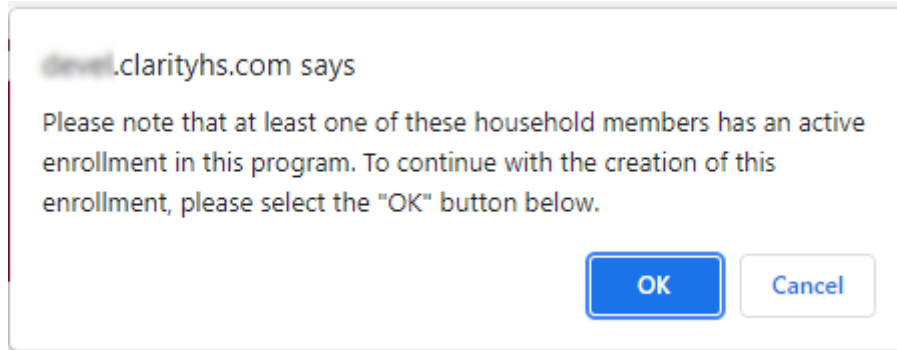 .clarityhs.com says
Please note that at least one of these household members has an active
enrollment in this program. To continue with the creation of this
enrollment, please select the "OK" button below.
OK
Cancel